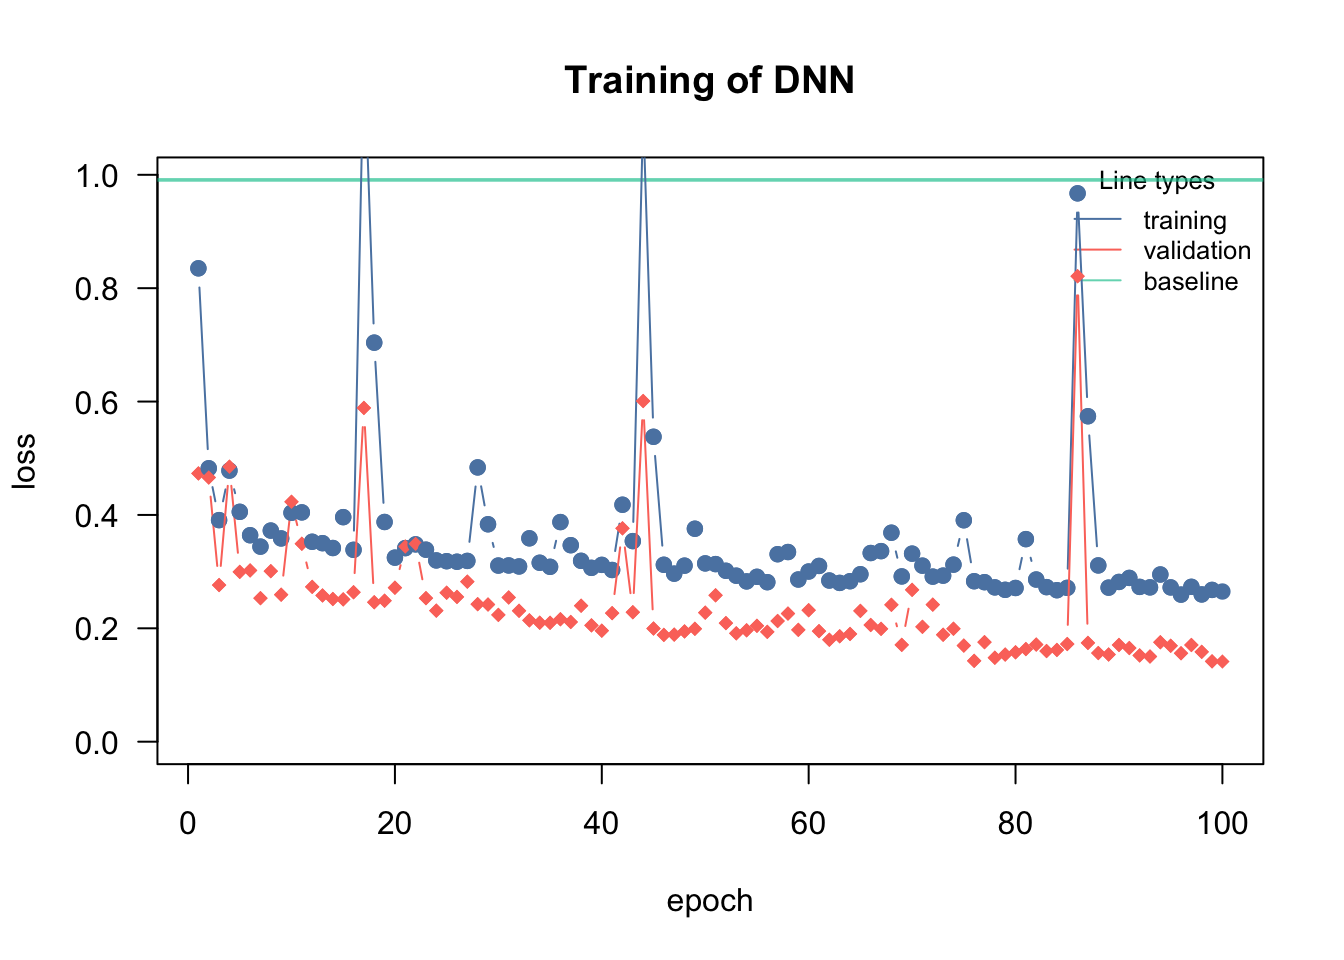 Training of DNN
1.0
0.8
0.6
0.4
0.2
0.0
loss
Line types
training
validation
baseline
0 20 40 60 80 100
epoch